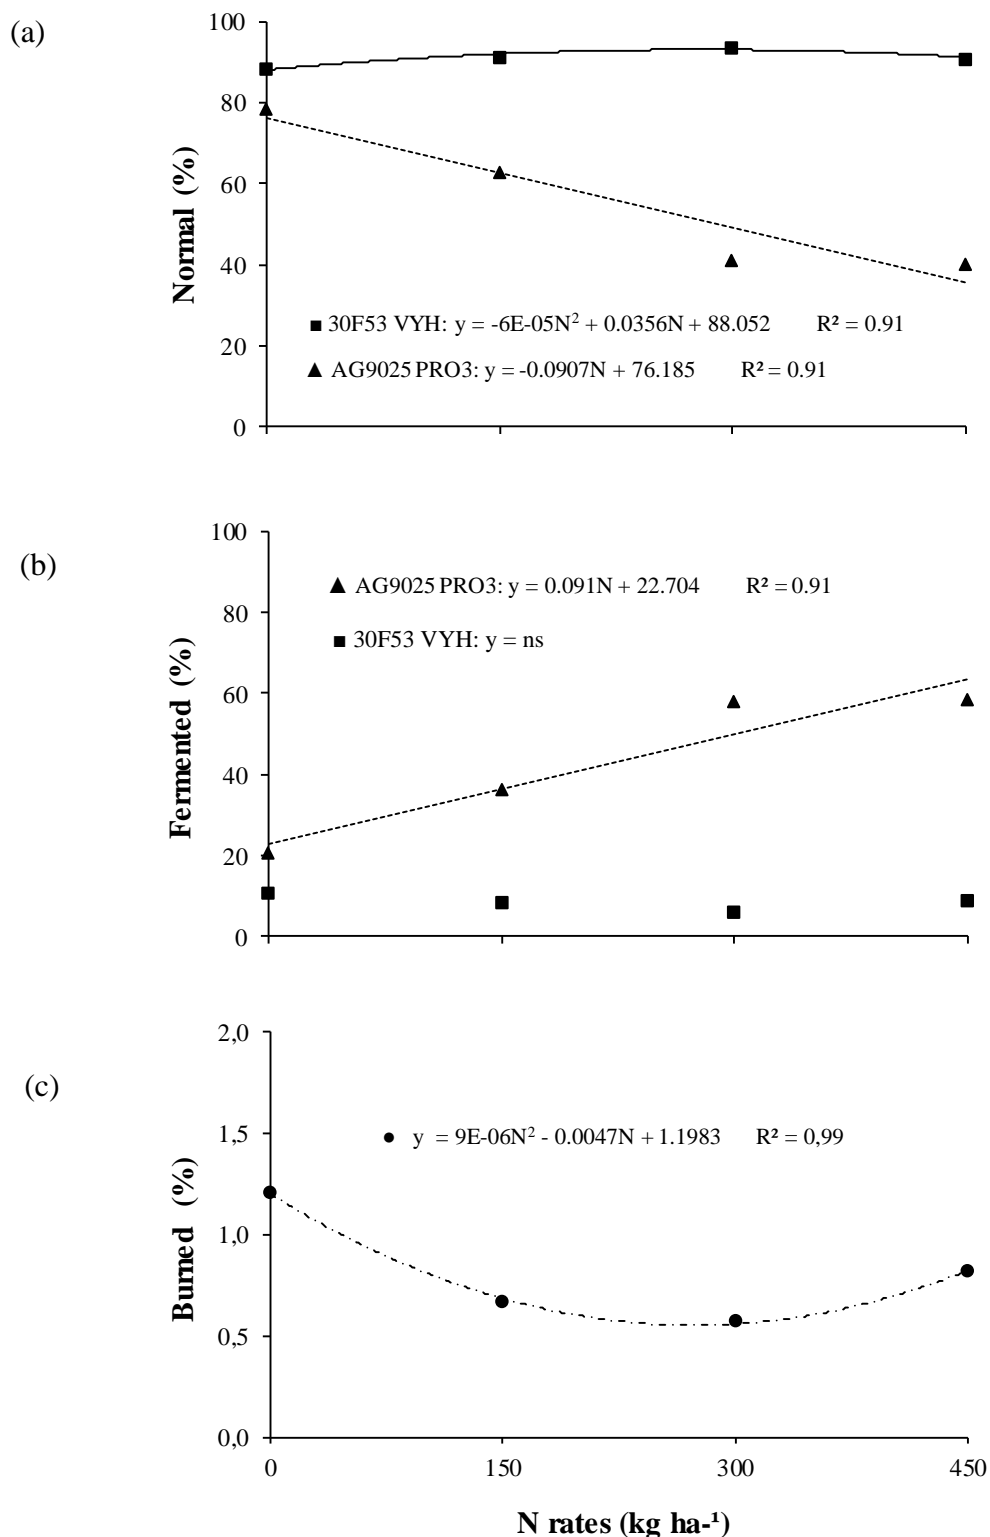 (a)
Normal (%)
100
80
60
40
20
0
■ 30F53 VYH: y = -6E-05N² + 0.0356N + 88.052 R² = 0.91
▲ AG9025 PRO3: y = -0.0907N + 76.185 R² = 0.91
(b)
Fermented (%)
100
80
60
40
20
0
▲ AG9025 PRO3: y = 0.091N + 22.704 R² = 0.91
■ 30F53 VYH: y = ns
(c)
Burned (%)
2,0
1,5
1,0
0,5
0,0
● y = 9E-06N² - 0.0047N + 1.1983 R² = 0,99
0 150 300 450
N rates (kg ha-¹)